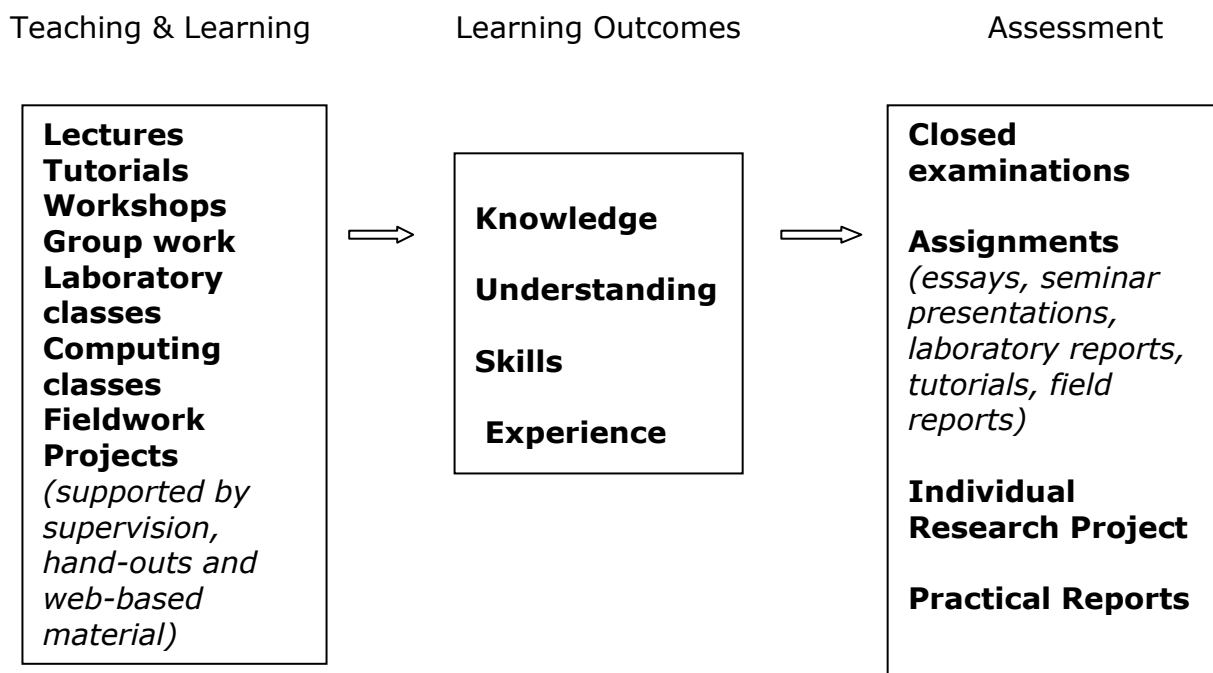 Teaching & Learning
Learning Outcomes
Assessment
Lectures
Tutorials
Workshops
Group work
Laboratory
classes
Computing
classes
Fieldwork
Projects
(supported by
supervision,
hand-outs and
web-based
material)
Knowledge
Understanding
Skills
Experience
Closed
examinations
Assignments
(essays, seminar
presentations,
laboratory reports,
tutorials, field
reports)
Individual
Research Project
Practical Reports